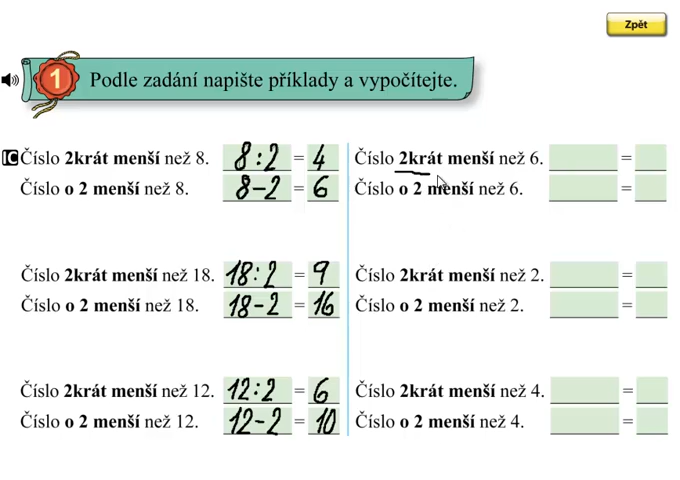 Zpět
1 Podle zadání napište příklady a vypočítejte.
Číslo 2krát menší než 8. 8 : 2 = 4
Číslo o 2 menší než 8. 8 - 2 = 6
Číslo 2krát menší než 18. 18 : 2 = 9
Číslo o 2 menší než 18. 18 - 2 = 16
Číslo 2krát menší než 12. 12 : 2 = 6
Číslo o 2 menší než 12. 12 - 2 = 10
Číslo 2krát menší než 6. =
Číslo o 2 menší než 6. =
Číslo 2krát menší než 2. =
Číslo o 2 menší než 2. =
Číslo 2krát menší než 4. =
Číslo o 2 menší než 4. =